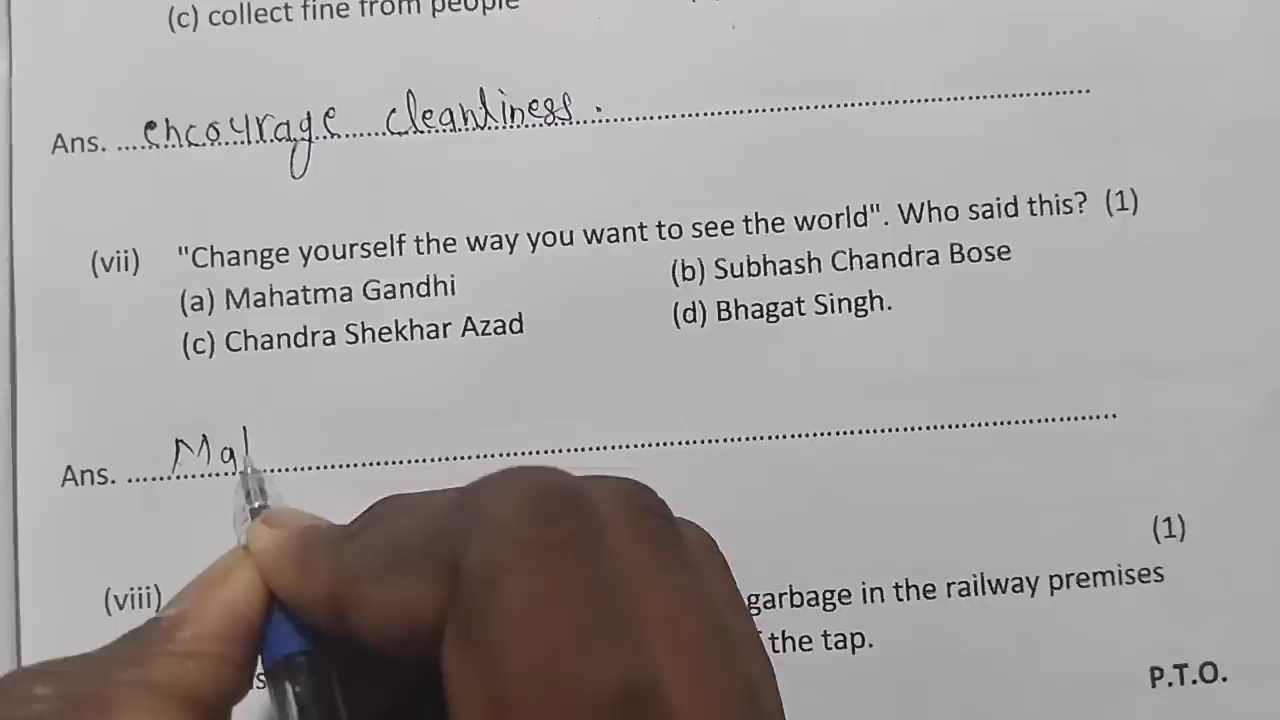 (c) collect fine from people
Ans. encourage cleanliness.
(vii) "Change yourself the way you want to see the world". Who said this? (1)
(a) Mahatma Gandhi (b) Subhash Chandra Bose
(c) Chandra Shekhar Azad (d) Bhagat Singh.
Ans. Mah
(1)
(viii) garbage in the railway premises
the tap.
P.T.O.